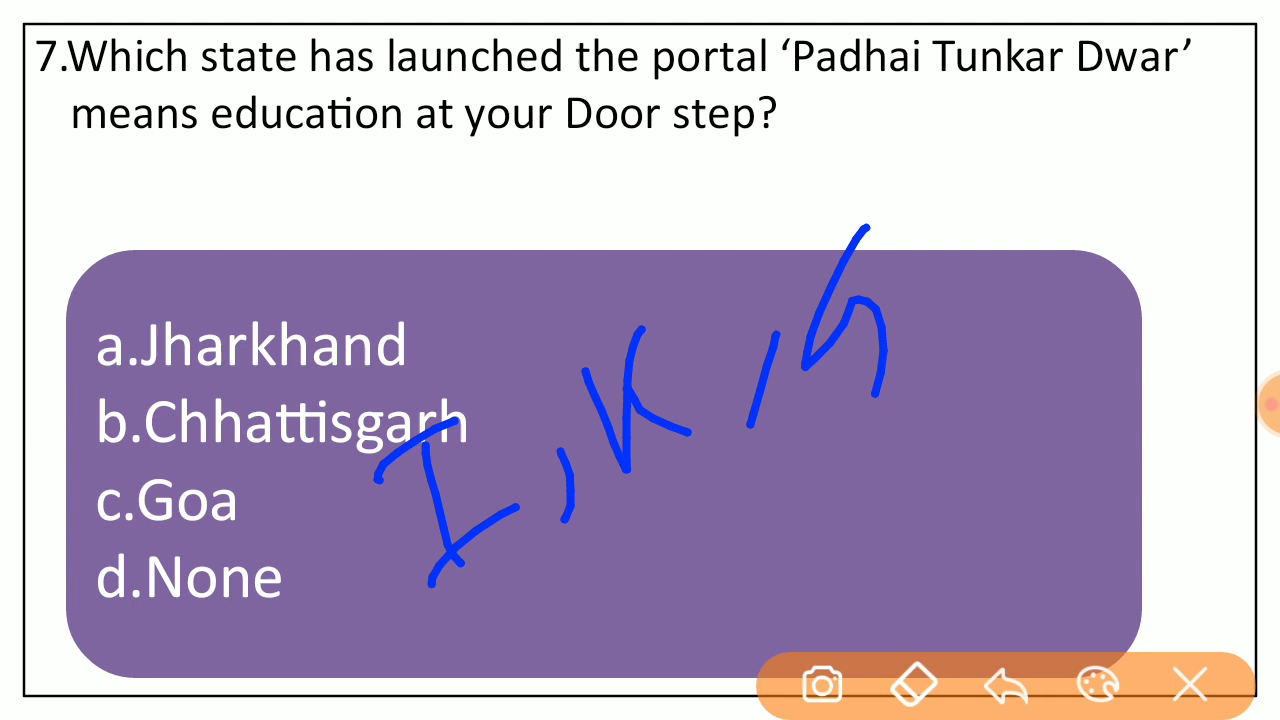 7.Which state has launched the portal ‘Padhai Tunkar Dwar’
means education at your Door step?
a.Jharkhand
b.Chhattisgarh
c.Goa
d.None
I, K,